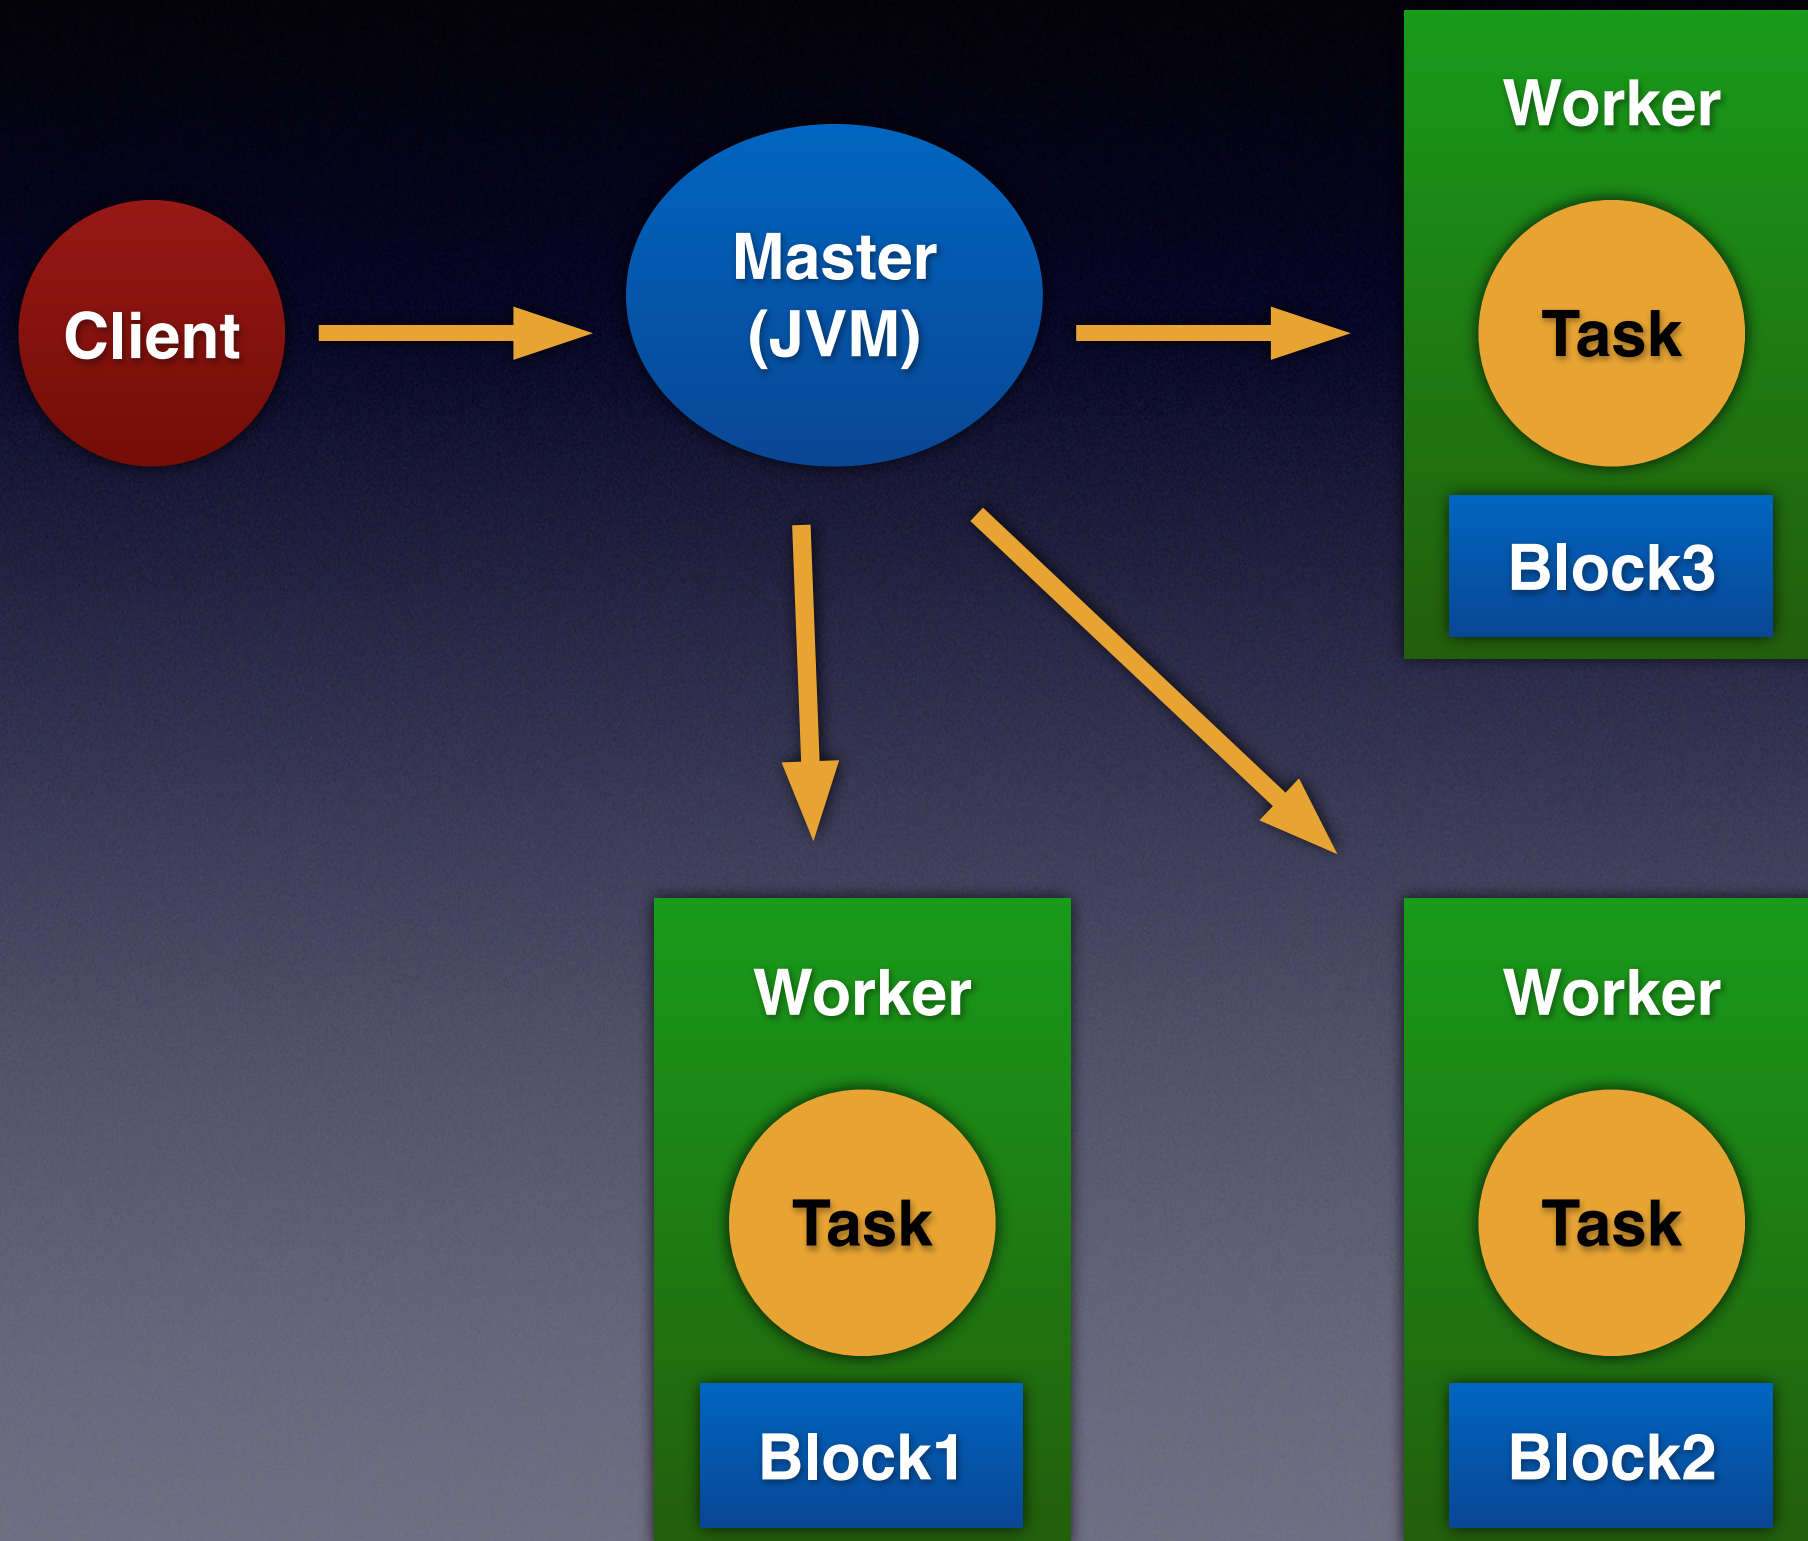 Client
Master
(JVM)
Worker
Task
Block3
Worker
Task
Block1
Worker
Task
Block2